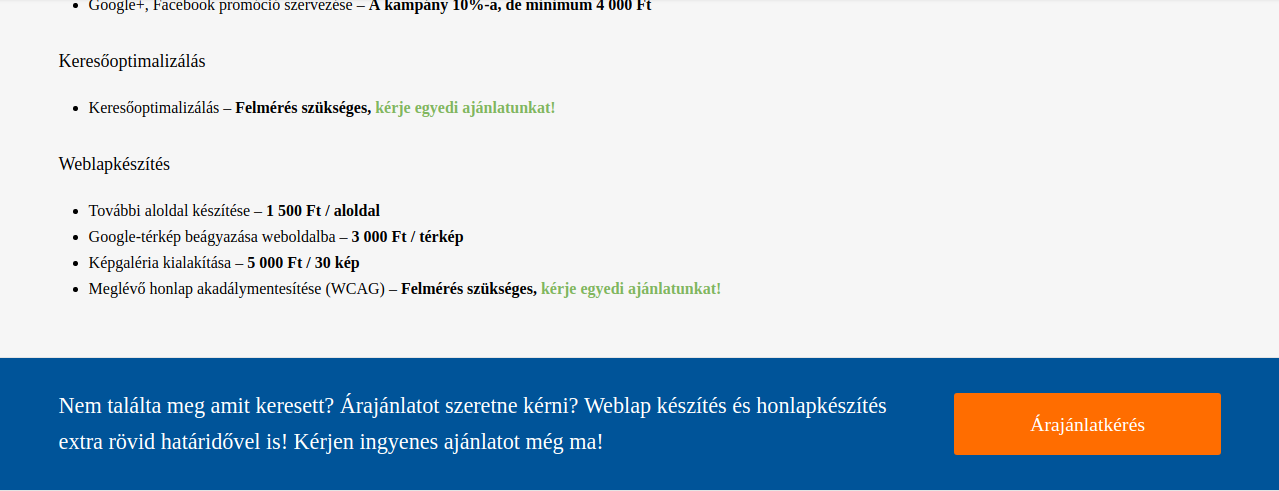 Google+, Facebook promóció szervezése – A kampány 10%-a, de minimum 4 000 Ft
Keresőoptimalizálás
Keresőoptimalizálás – Felmérés szükséges, kérje egyedi ajánlatunkat!
Weblapkészítés
További aloldal készítése – 1 500 Ft / aloldal
Google-térkép beágyazása weboldalba – 3 000 Ft / térkép
Képgaléria kialakítása – 5 000 Ft / 30 kép
Meglévő honlap akadálymentesítése (WCAG) – Felmérés szükséges, kérje egyedi ajánlatunkat!
Nem találta meg amit keresett? Árajánlatot szeretne kérni? Weblap készítés és honlapkészítés
extra rövid határidővel is! Kérjen ingyenes ajánlatot még ma!
Árajánlatkérés